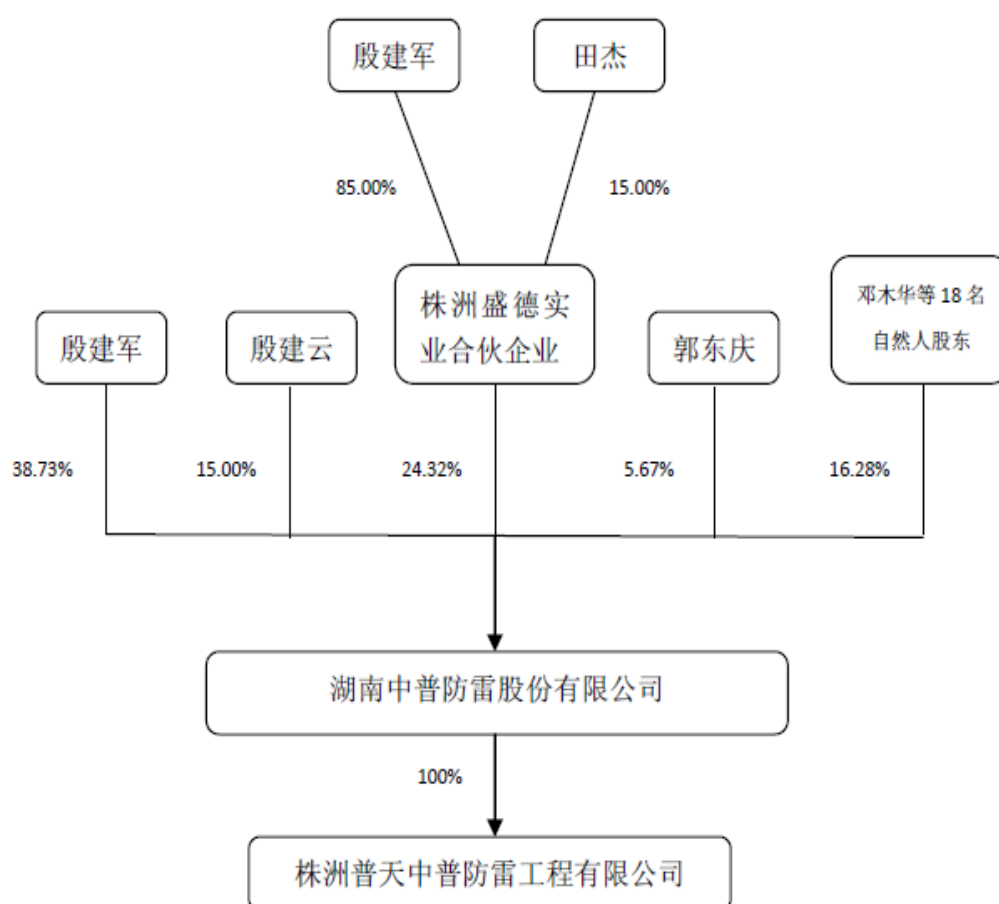 殷建军
田杰
85.00%
15.00%
株洲盛德实
业合伙企业
邓木华等 18 名
自然人股东
殷建军
殷建云
郭东庆
38.73%
15.00%
24.32%
5.67%
16.28%
湖南中普防雷股份有限公司
100%
株洲普天中普防雷工程有限公司